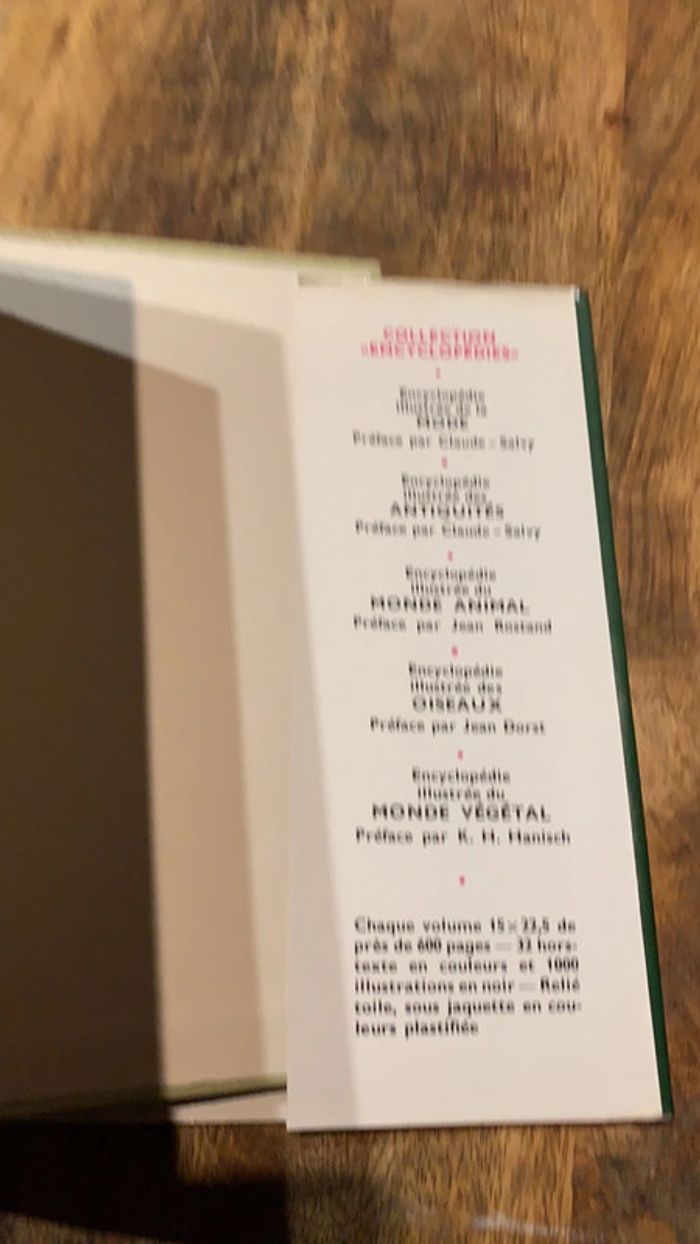 COLLECTION
«ENCYCLOPÉDIES»
Encyclopédie
illustrée de la
MODE
Préface par Claude - Salvy
Encyclopédie
illustrée des
ANTIQUITÉS
Préface par Claude - Salvy
Encyclopédie
illustrée du
MONDE ANIMAL
Préface par Jean Rostand
Encyclopédie
illustrée des
OISEAUX
Préface par Jean Dorst
Encyclopédie
illustrée du
MONDE VÉGÉTAL
Préface par K. H. Hanisch
Chaque volume 15×22,5 de
près de 600 pages — 32 hors-
texte en couleurs et 1000
illustrations en noir — Relié
toile, sous jaquette en cou-
leurs plastifiée